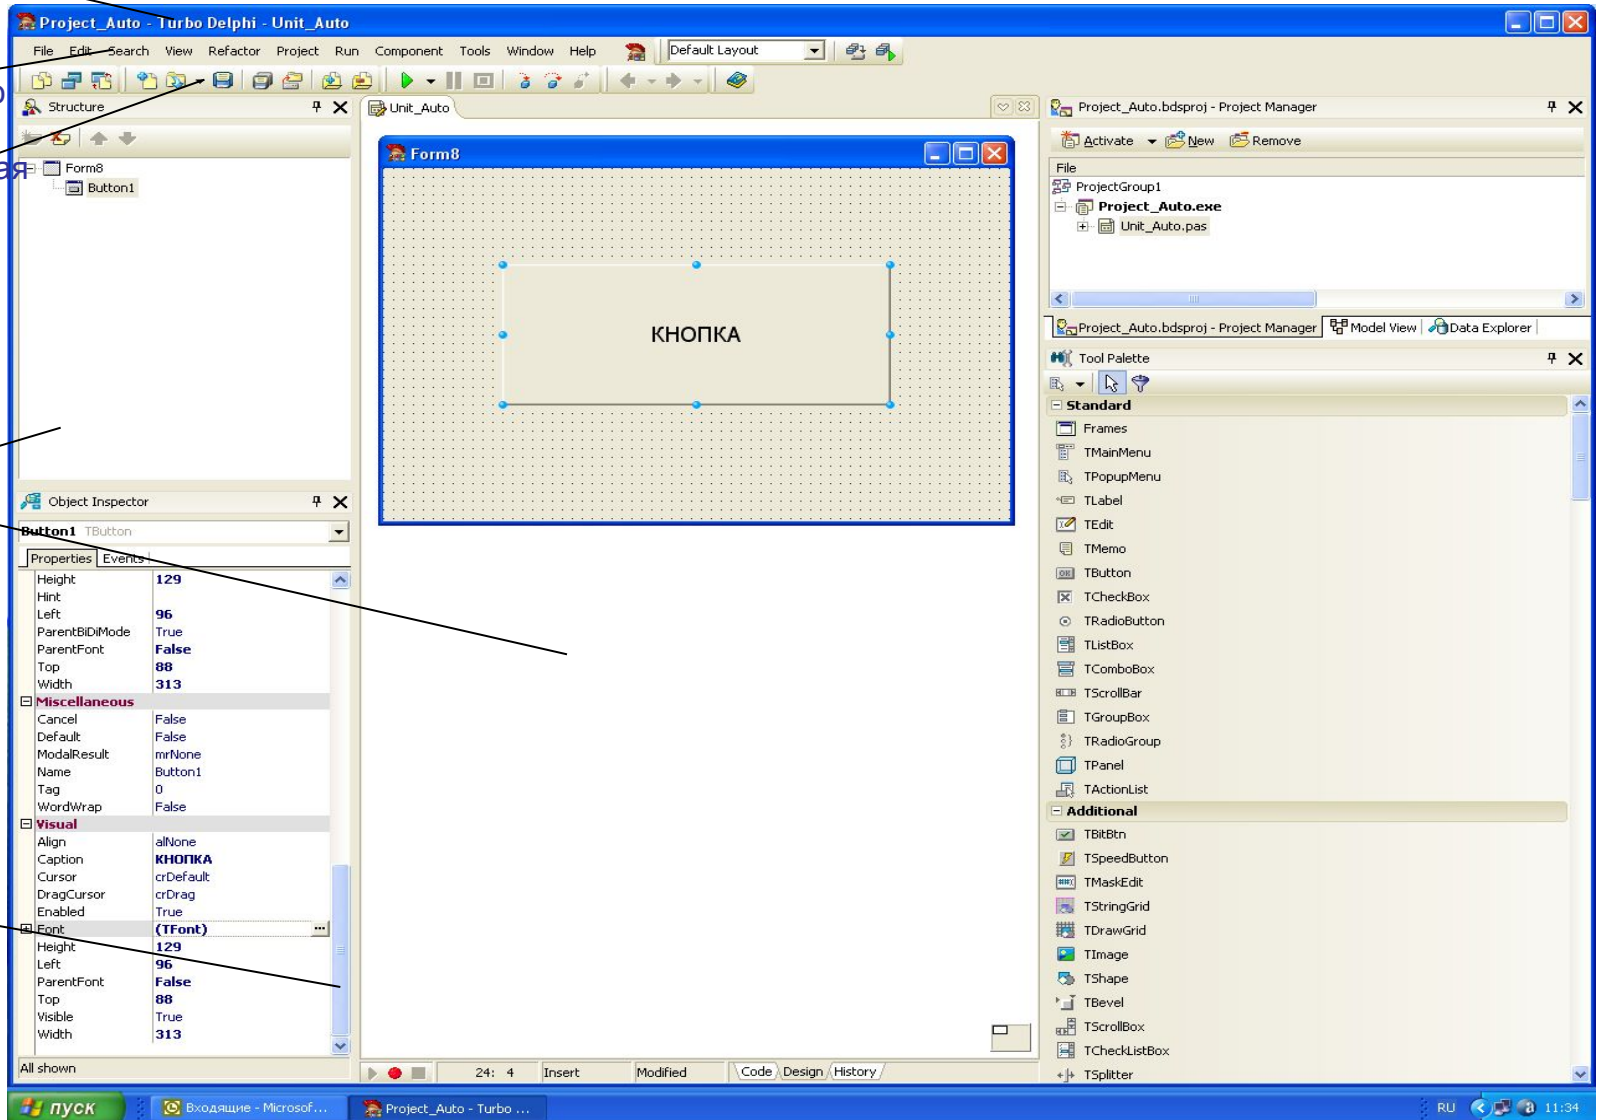 Project_Auto - Turbo Delphi - Unit_Auto
File Edit Search View Refactor Project Run Component Tools Window Help Default Layout
Structure
Form8
Button1
Unit_Auto
Form8
КНОПКА
Project_Auto.bdsproj - Project Manager
Activate New Remove
File
ProjectGroup1
Project_Auto.exe
Unit_Auto.pas
Project_Auto.bdsproj - Project Manager Model View Data Explorer
Object Inspector
Button1 TButton
Properties Events
Height 129
Hint
Left 96
ParentBiDiMode True
ParentFont False
Top 88
Width 313
Miscellaneous
Cancel False
Default False
ModalResult mrNone
Name Button1
Tag 0
WordWrap False
Visual
Align alNone
Caption КНОПКА
Cursor crDefault
DragCursor crDrag
Enabled True
Font (TFont) ...
Height 129
Left 96
ParentFont False
Top 88
Visible True
Width 313
All shown
Tool Palette
Standard
Frames
TMainMenu
TPopupMenu
TLabel
TEdit
TMemo
TButton
TCheckBox
TRadioButton
TListBox
TComboBox
TScrollBar
TGroupBox
TRadioGroup
TPanel
TActionList
Additional
TBitBtn
TSpeedButton
TMaskEdit
TStringGrid
TDrawGrid
TImage
TShape
TBevel
TScrollBox
TCheckListBox
TSplitter
24: 4 Insert Modified Code Design History
пуск Входящие - Microsof... Project_Auto - Turbo ... RU 11:34